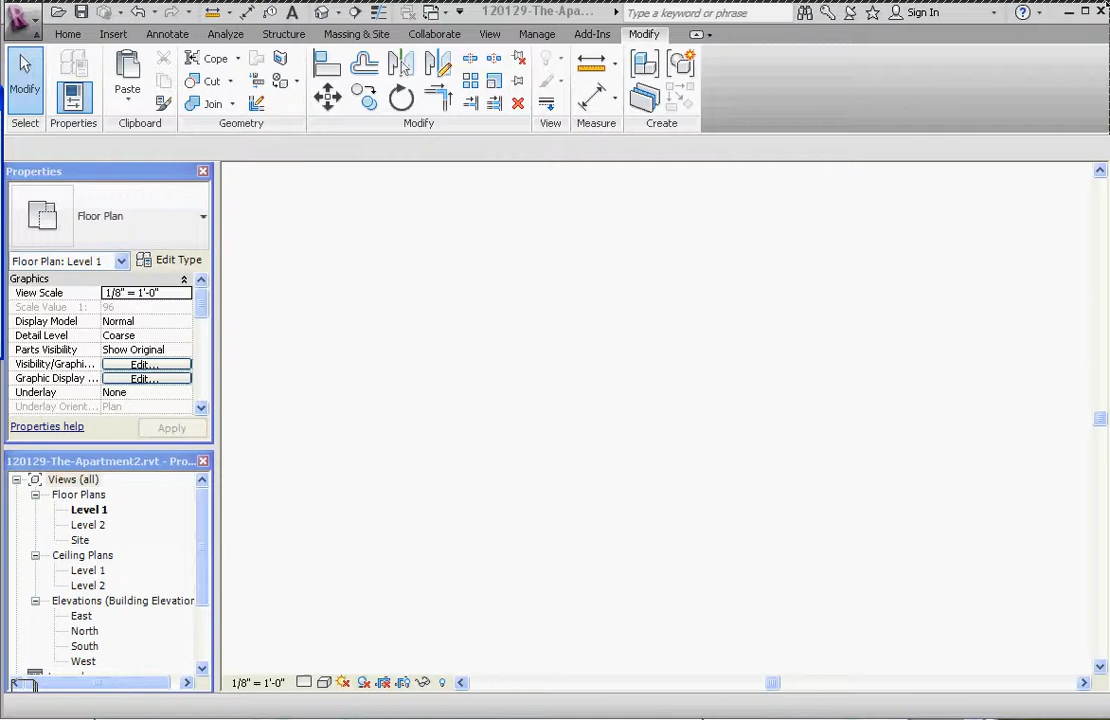 120129-The-Apa...
Type a keyword or phrase
Sign In
Home Insert Annotate Analyze Structure Massing & Site Collaborate View Manage Add-Ins Modify
Modify
Paste
Cope
Cut
Join
Select Properties Clipboard Geometry Modify View Measure Create
Properties
Floor Plan
Floor Plan: Level 1
Edit Type
Graphics
View Scale 1/8" = 1'-0"
Scale Value 1: 96
Display Model Normal
Detail Level Coarse
Parts Visibility Show Original
Visibility/Graphi... Edit...
Graphic Display ... Edit...
Underlay None
Underlay Orient... Plan
Properties help Apply
120129-The-Apartment2.rvt - Pro...
Views (all)
Floor Plans
Level 1
Level 2
Site
Ceiling Plans
Level 1
Level 2
Elevations (Building Elevation
East
North
South
West
1/8" = 1'-0"